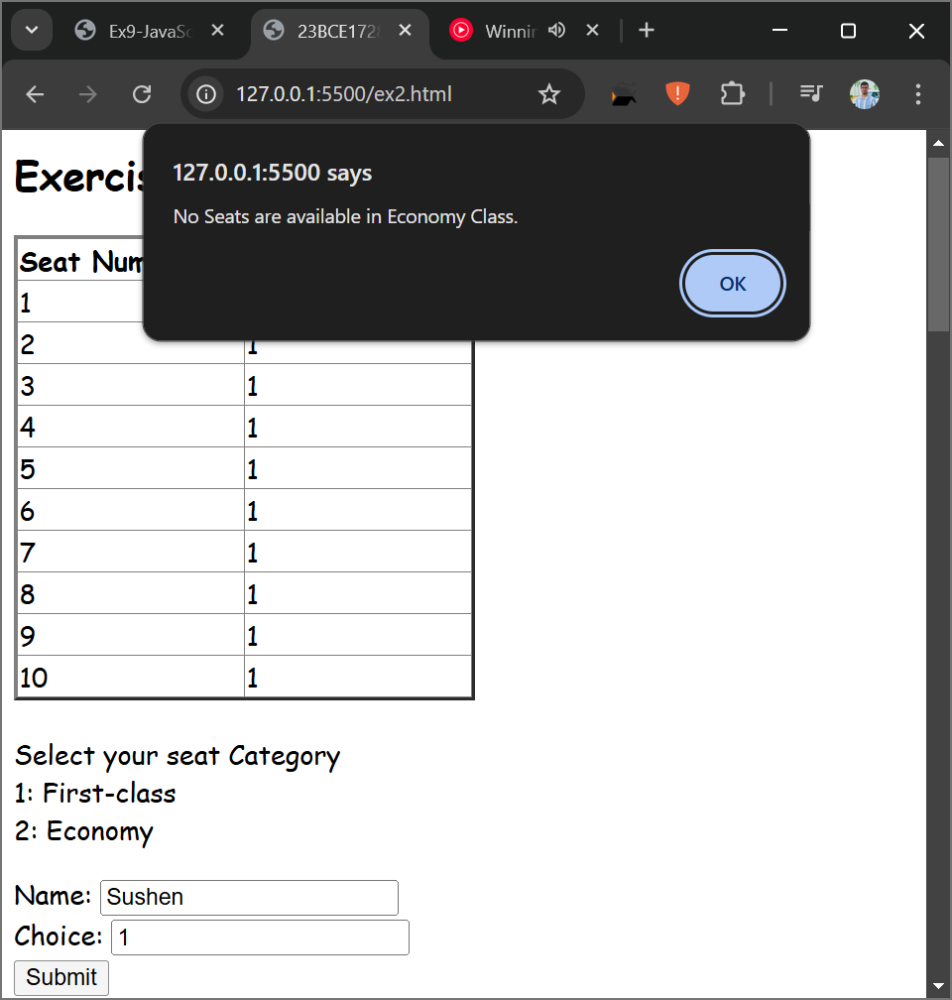 Ex9-JavaSc
23BCE1728
Winnin
127.0.0.1:5500/ex2.html
127.0.0.1:5500 says
No Seats are available in Economy Class.
OK
Exercis
Seat Num
1
2 1
3 1
4 1
5 1
6 1
7 1
8 1
9 1
10 1
Select your seat Category
1: First-class
2: Economy
Name: Sushen
Choice: 1
Submit